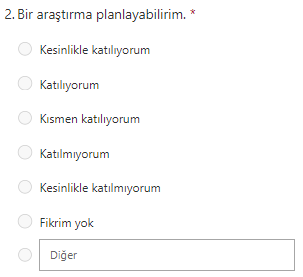 2. Bir araştırma planlayabilirim. *
Kesinlikle katılıyorum
Katılıyorum
Kısmen katılıyorum
Katılmıyorum
Kesinlikle katılmıyorum
Fikrim yok
Diğer